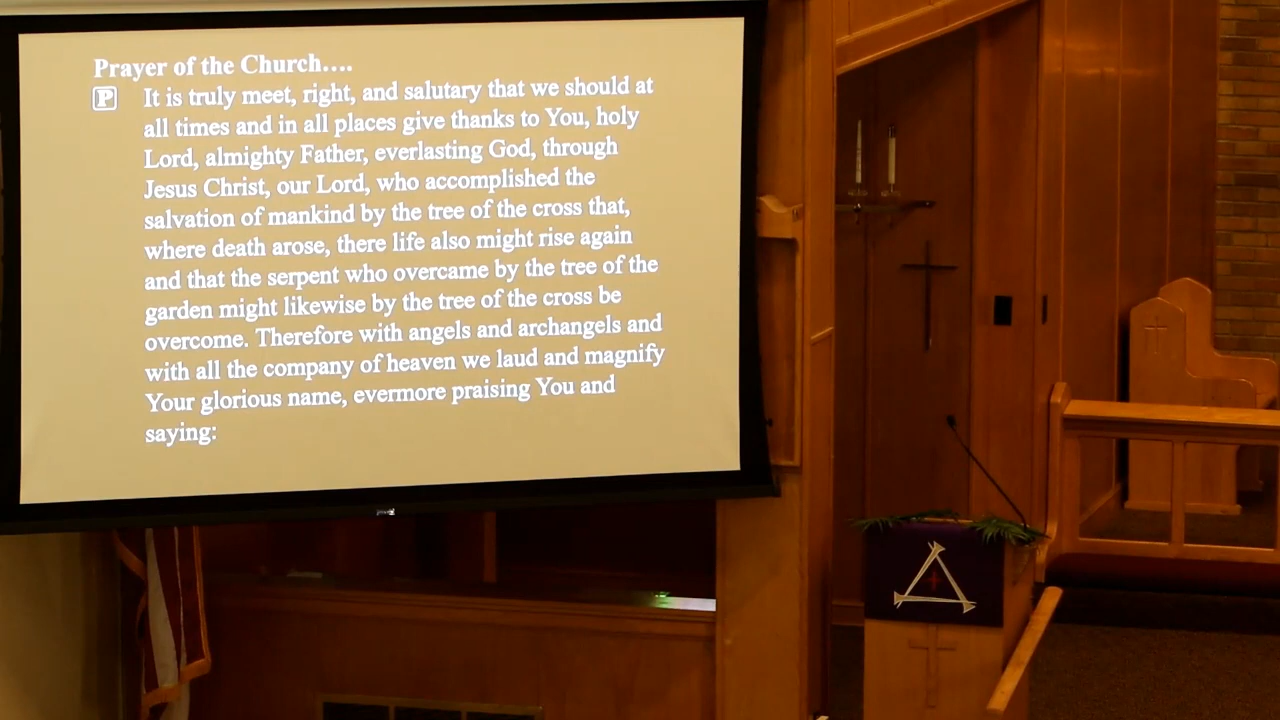 Prayer of the Church....
P It is truly meet, right, and salutary that we should at
all times and in all places give thanks to You, holy
Lord, almighty Father, everlasting God, through
Jesus Christ, our Lord, who accomplished the
salvation of mankind by the tree of the cross that,
where death arose, there life also might rise again
and that the serpent who overcame by the tree of the
garden might likewise by the tree of the cross be
overcome. Therefore with angels and archangels and
with all the company of heaven we laud and magnify
Your glorious name, evermore praising You and
saying: